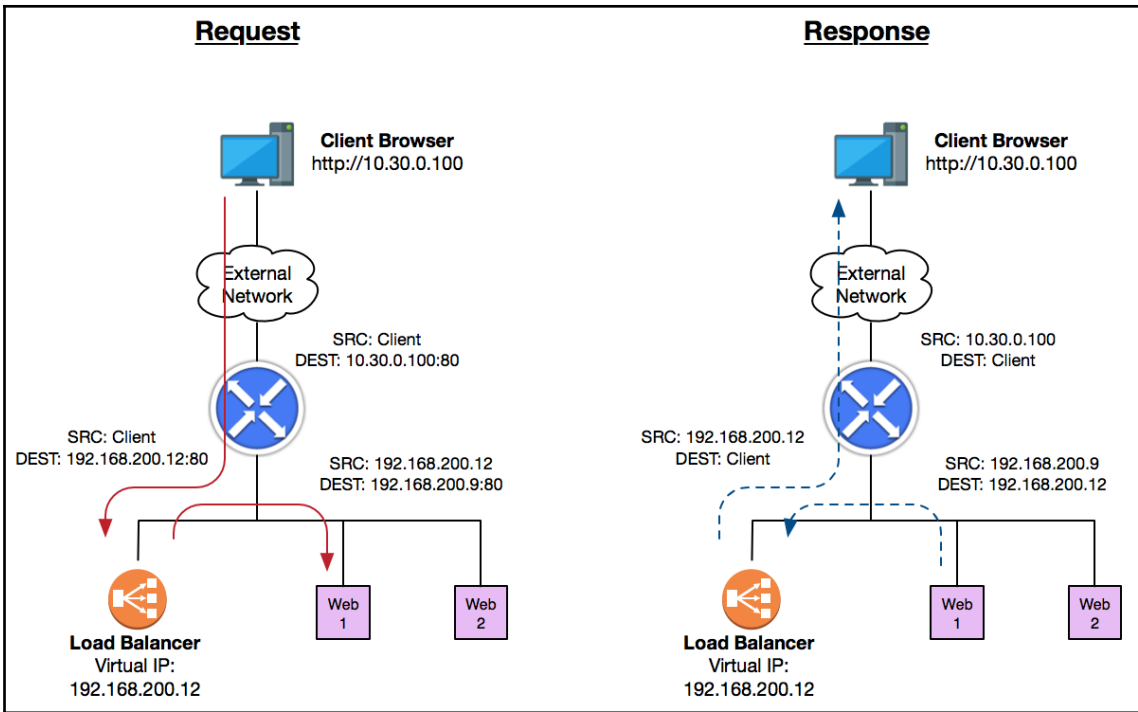 Request
Client Browser
http://10.30.0.100
External
Network
SRC: Client
DEST: 10.30.0.100:80
SRC: Client
DEST: 192.168.200.12:80
SRC: 192.168.200.12
DEST: 192.168.200.9:80
Web
1
Web
2
Load Balancer
Virtual IP:
192.168.200.12
Response
Client Browser
http://10.30.0.100
External
Network
SRC: 10.30.0.100
DEST: Client
SRC: 192.168.200.12
DEST: Client
SRC: 192.168.200.9
DEST: 192.168.200.12
Web
1
Web
2
Load Balancer
Virtual IP:
192.168.200.12